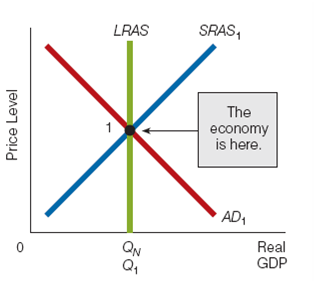 LRAS
SRAS1
Price Level
1
The
economy
is here.
AD1
0
QN
Q1
Real
GDP